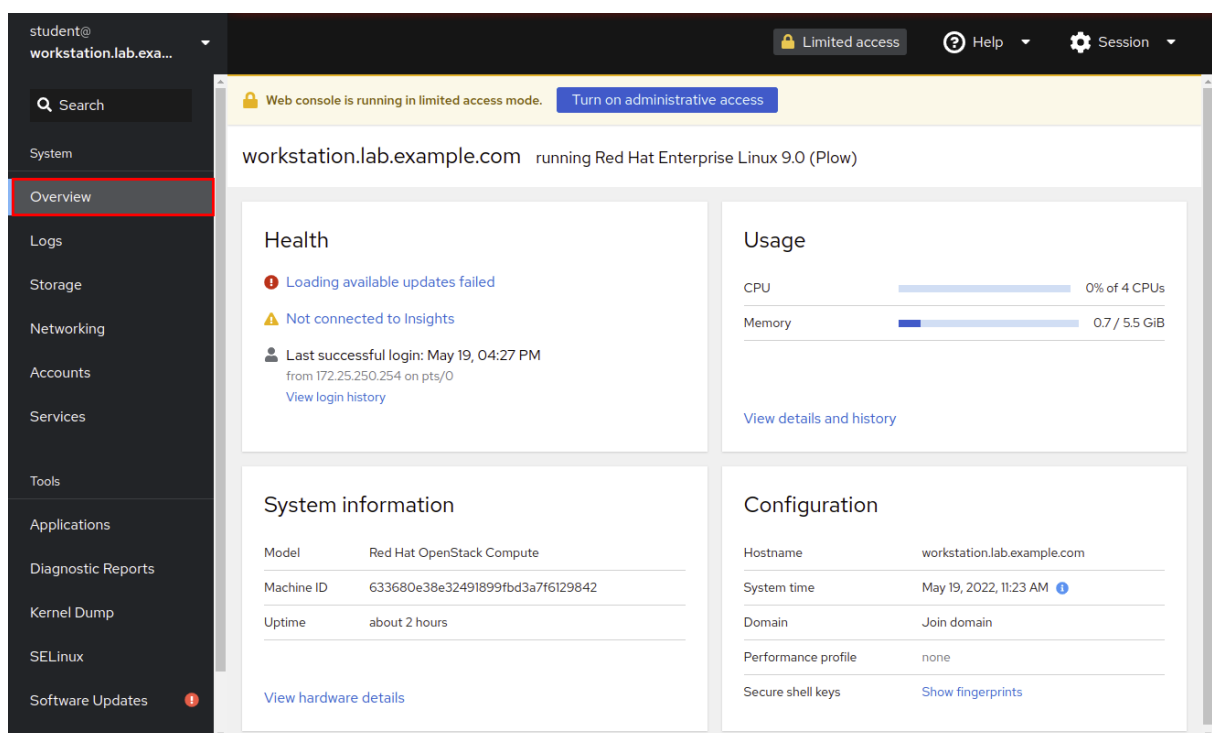 student@
workstation.lab.exa...
Limited access
Help
Session
Search
System
Overview
Logs
Storage
Networking
Accounts
Services
Tools
Applications
Diagnostic Reports
Kernel Dump
SELinux
Software Updates
Web console is running in limited access mode.
Turn on administrative access
workstation.lab.example.com running Red Hat Enterprise Linux 9.0 (Plow)
Health
Loading available updates failed
Not connected to Insights
Last successful login: May 19, 04:27 PM
from 172.25.250.254 on pts/0
View login history
Usage
CPU 0% of 4 CPUs
Memory 0.7 / 5.5 GiB
View details and history
System information
Model Red Hat OpenStack Compute
Machine ID 633680e38e32491899fbd3a7f6129842
Uptime about 2 hours
View hardware details
Configuration
Hostname workstation.lab.example.com
System time May 19, 2022, 11:23 AM
Domain Join domain
Performance profile none
Secure shell keys Show fingerprints